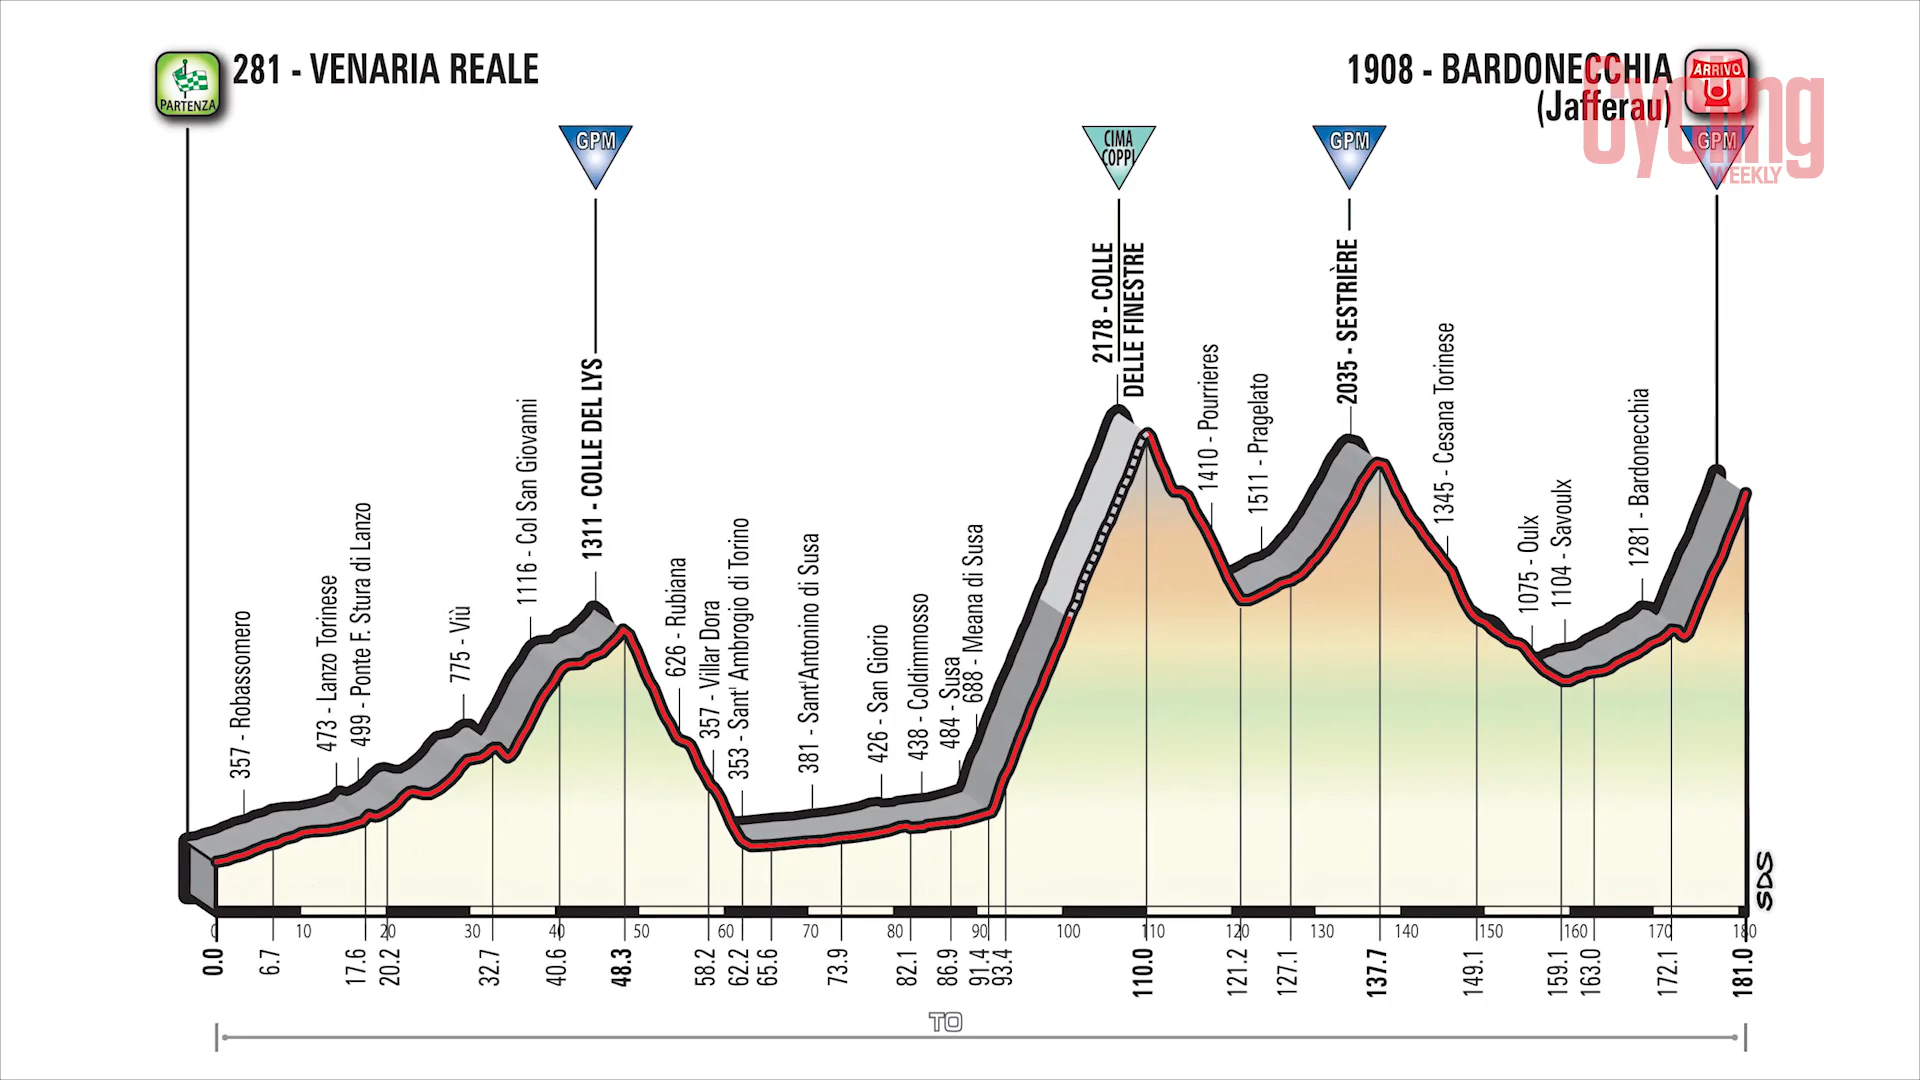 281 - VENARIA REALE
PARTENZA
1908 - BARDONECCHIA
(Jafferau)
ARRIVO
Cycling
WEEKLY
GPM
CIMA
COPPI
GPM
GPM
357 - Robassomero
473 - Lanzo Torinese
499 - Ponte F. Stura di Lanzo
775 - Viù
1116 - Col San Giovanni
1311 - COLLE DEL LYS
626 - Rubiana
357 - Villar Dora
353 - Sant' Ambrogio di Torino
381 - Sant'Antonino di Susa
426 - San Giorio
438 - Coldimmosso
484 - Susa
688 - Meana di Susa
2178 - COLLE
DELLE FINESTRE
1410 - Pourrieres
1511 - Pragelato
2035 - SESTRIÈRE
1345 - Cesana Torinese
1075 - Oulx
1104 - Savoulx
1281 - Bardonecchia
SDS
0 10 20 30 40 50 60 70 80 90 100 110 120 130 140 150 160 170 180
0.0 6.7 17.6 20.2 32.7 40.6 48.3 58.2 62.2 65.6 73.9 82.1 86.9 91.4 93.4 110.0 121.2 127.1 137.7 149.1 159.1 163.0 172.1 181.0
TO